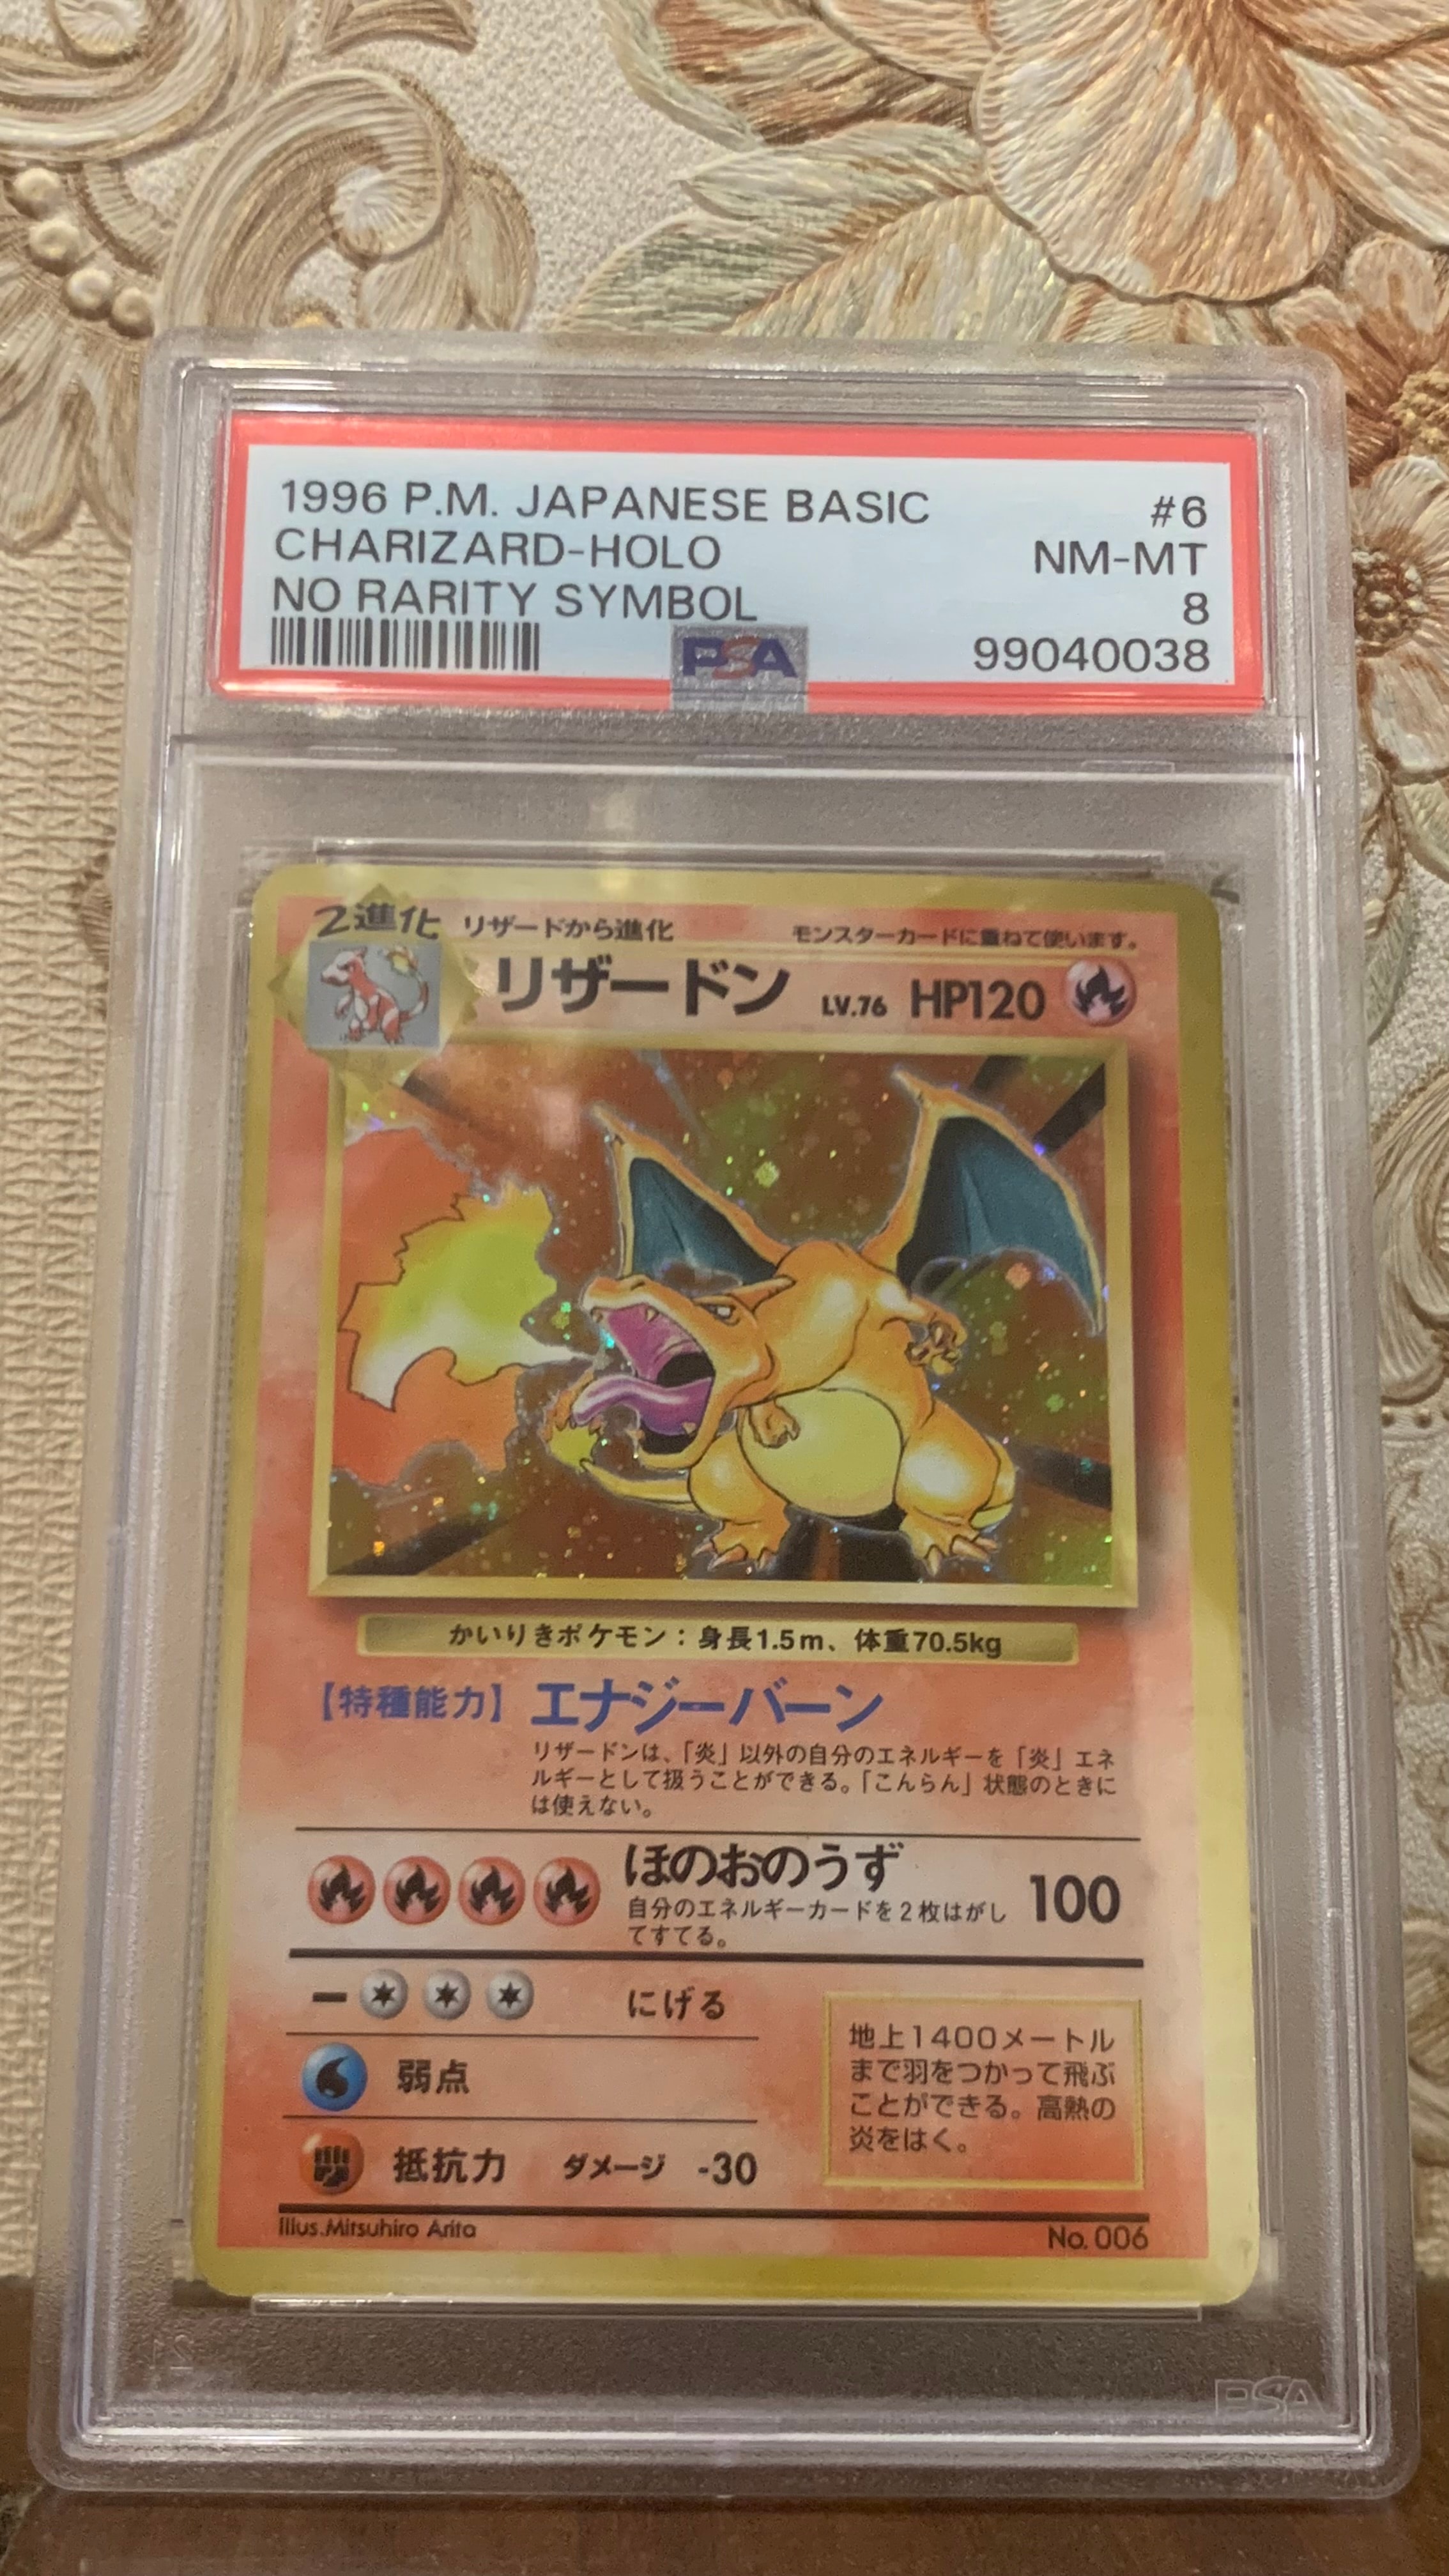 1996 P.M. JAPANESE BASIC #6
CHARIZARD-HOLO NM-MT
NO RARITY SYMBOL 8
PSA 99040038
2進化 リザードから進化 モンスターカードに重ねて使います。
リザードン LV.76 HP120
かいりきポケモン：身長1.5m、体重70.5kg
【特殊能力】エナジーバーン
リザードンは、「炎」以外の自分のエネルギーを「炎」エネ
ルギーとして扱うことができる。「こんらん」状態のときに
は使えない。
ほのおのうず 100
自分のエネルギーカードを2枚はがし
てすてる。
− にげる
弱点
抵抗力 ダメージ -30
地上1400メートル
まで羽をつかって飛ぶ
ことができる。高熱の
炎をはく。
Illus.Mitsuhiro Arita No. 006
PSA